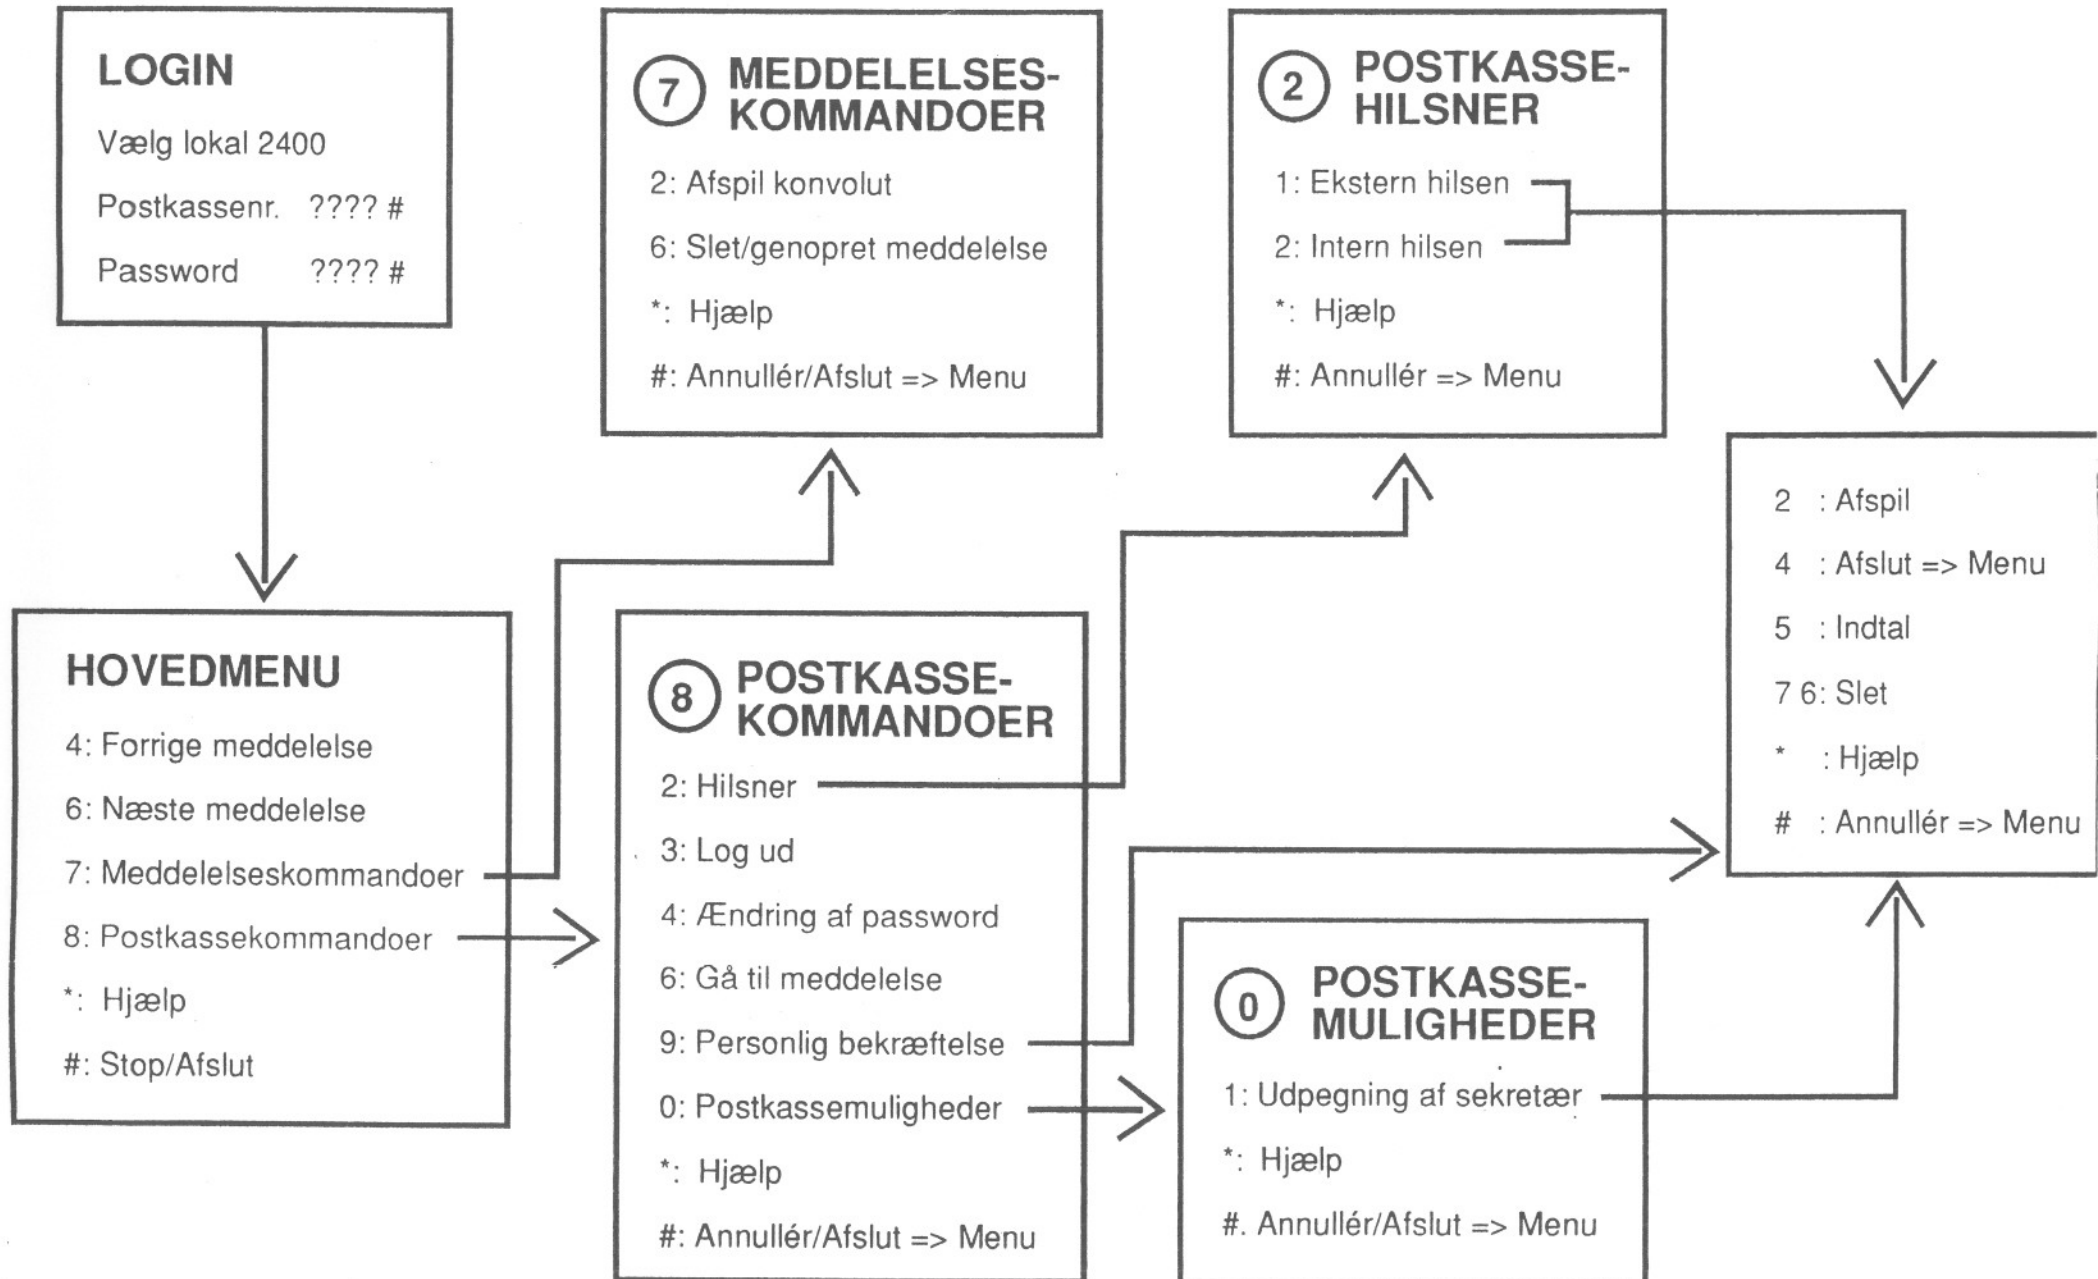 LOGIN
Vælg lokal 2400
Postkassenr. ???? #
Password ???? #
7 MEDDELELSES-
KOMMANDOER
2: Afspil konvolut
6: Slet/genopret meddelelse
*: Hjælp
#: Annullér/Afslut => Menu
2 POSTKASSE-
HILSNER
1: Ekstern hilsen
2: Intern hilsen
*: Hjælp
#: Annullér => Menu
2 : Afspil
4 : Afslut => Menu
5 : Indtal
7 6: Slet
* : Hjælp
# : Annullér => Menu
HOVEDMENU
4: Forrige meddelelse
6: Næste meddelelse
7: Meddelelseskommandoer
8: Postkassekommandoer
*: Hjælp
#: Stop/Afslut
8 POSTKASSE-
KOMMANDOER
2: Hilsner
3: Log ud
4: Ændring af password
6: Gå til meddelelse
9: Personlig bekræftelse
0: Postkassemuligheder
*: Hjælp
#: Annullér/Afslut => Menu
0 POSTKASSE-
MULIGHEDER
1: Udpegning af sekretær
*: Hjælp
#. Annullér/Afslut => Menu